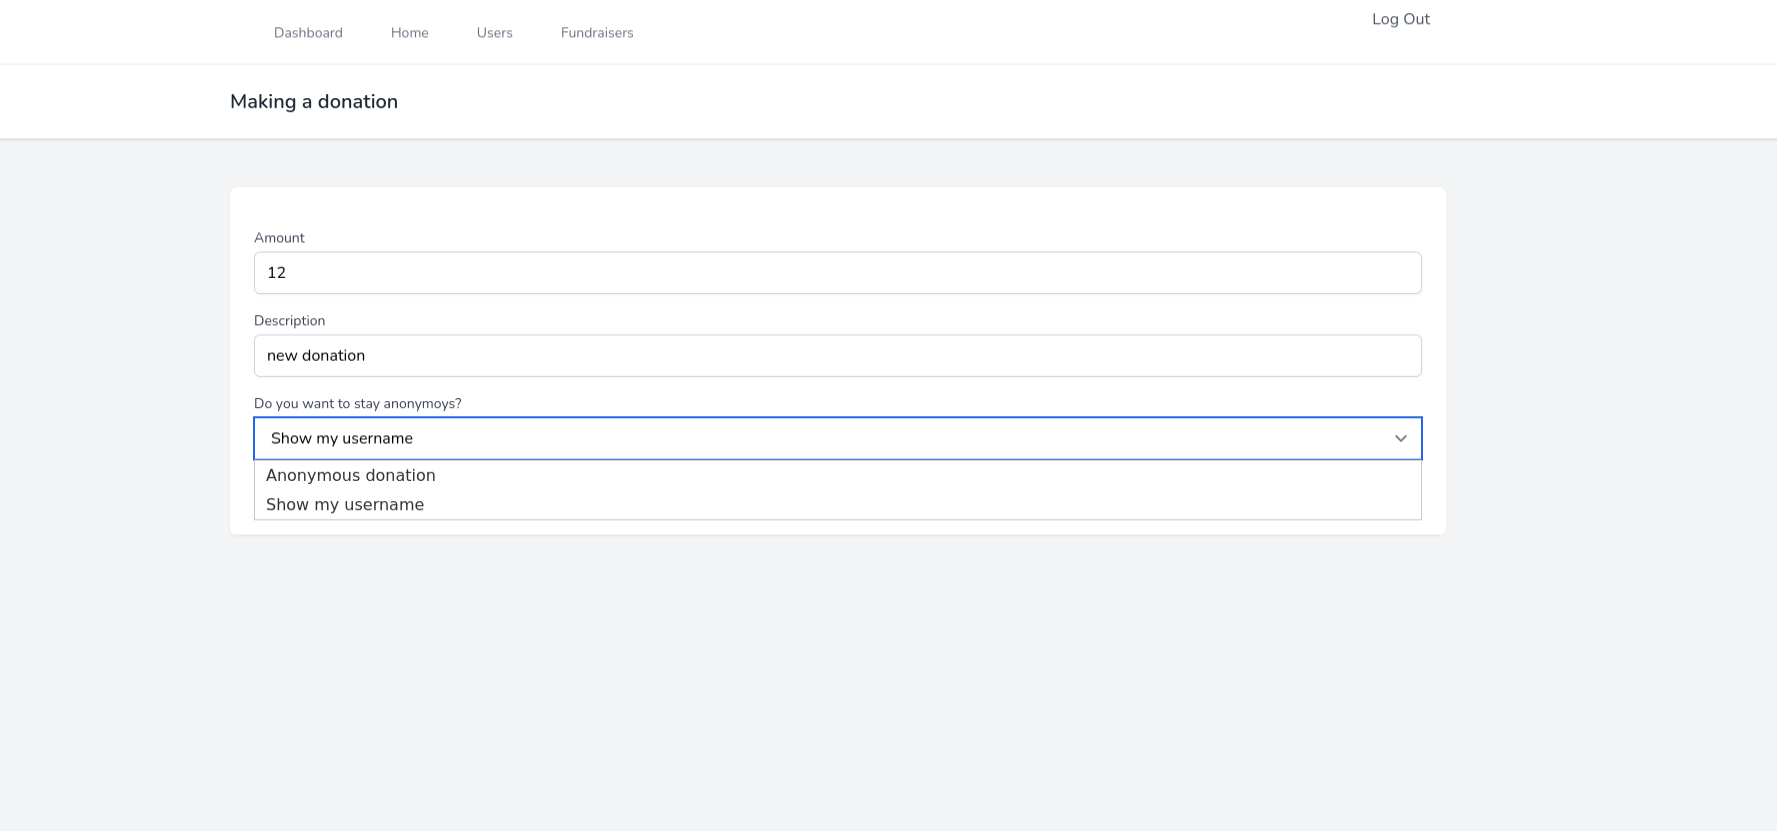 Dashboard Home Users Fundraisers Log Out
Making a donation
Amount
12
Description
new donation
Do you want to stay anonymoys?
Show my username
Anonymous donation
Show my username